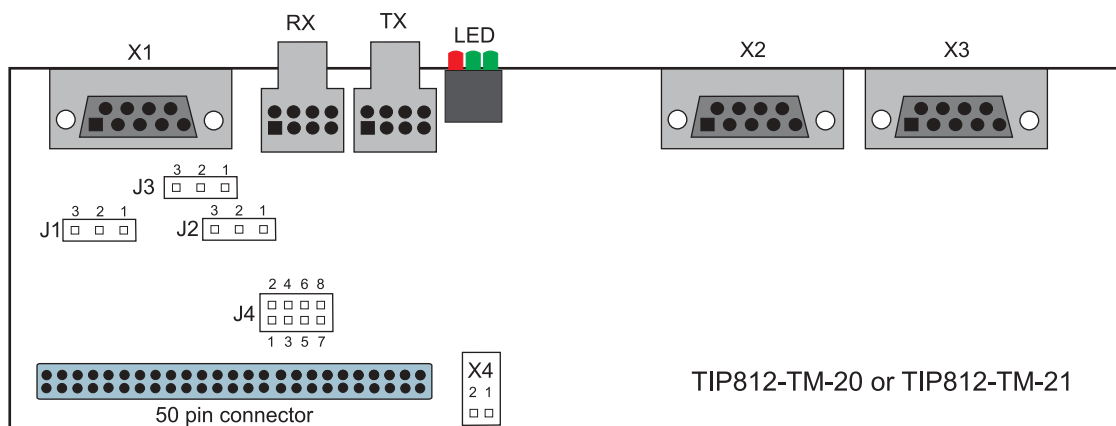 RX TX LED
X1 X2 X3
3 2 1
J3
3 2 1 3 2 1
J1 J2
2 4 6 8
J4
1 3 5 7
X4
2 1
TIP812-TM-20 or TIP812-TM-21
50 pin connector